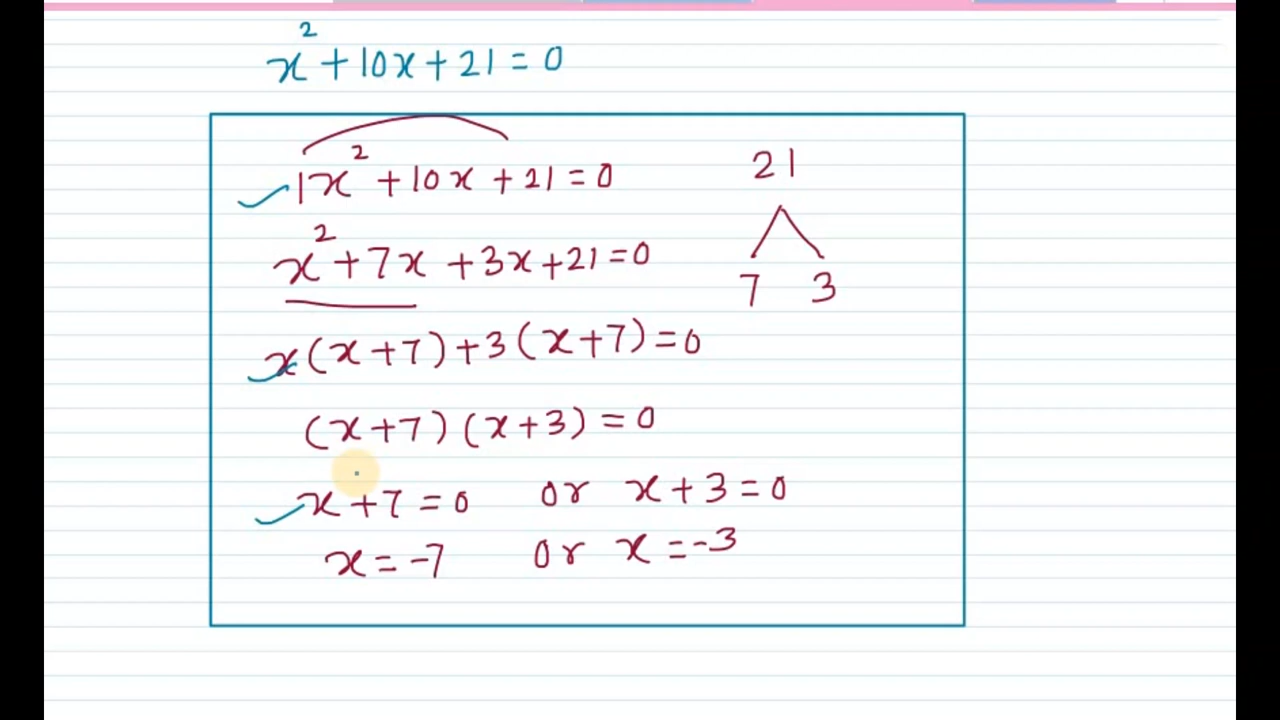 x² + 10x + 21 = 0
1x² + 10x + 21 = 0
21
x² + 7x + 3x + 21 = 0
7 3
x(x + 7) + 3(x + 7) = 0
(x + 7)(x + 3) = 0
x + 7 = 0 or x + 3 = 0
x = -7 or x = -3